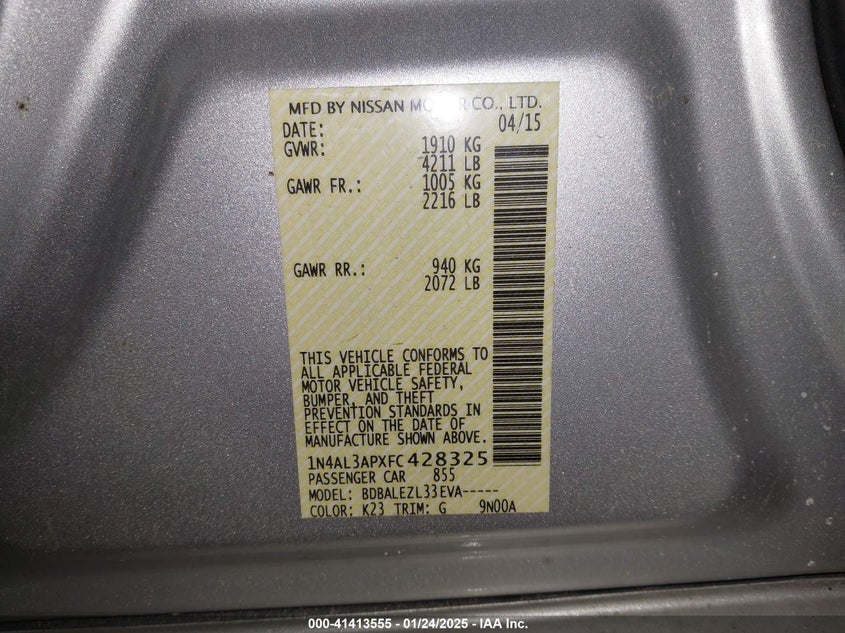 MFD BY NISSAN MOTOR CO., LTD.
DATE: 04/15
GVWR: 1910 KG
4211 LB
GAWR FR.: 1005 KG
2216 LB
GAWR RR.: 940 KG
2072 LB
THIS VEHICLE CONFORMS TO
ALL APPLICABLE FEDERAL
MOTOR VEHICLE SAFETY,
BUMPER, AND THEFT
PREVENTION STANDARDS IN
EFFECT ON THE DATE OF
MANUFACTURE SHOWN ABOVE.
1N4AL3APXFC428325
PASSENGER CAR 855
MODEL: BDBALEZL33EVA-----
COLOR: K23 TRIM: G 9N00A
000-41413555 - 01/24/2025 - IAA Inc.